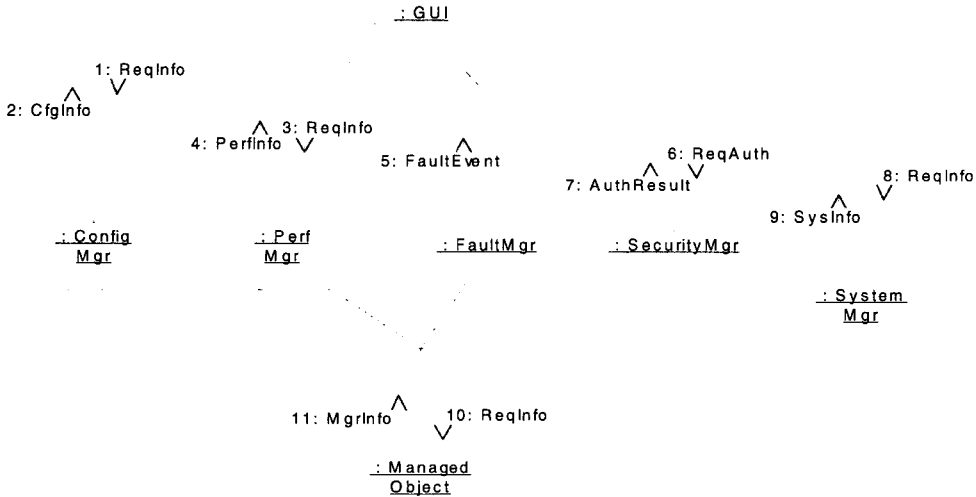 : GUI
1: ReqInfo
2: CfgInfo
3: ReqInfo
4: PerfInfo
5: FaultEvent
6: ReqAuth
7: AuthResult
8: ReqInfo
9: SysInfo
: Config
Mgr
: Perf
Mgr
: FaultMgr
: SecurityMgr
: System
Mgr
11: MgrInfo
10: ReqInfo
: Managed
Object